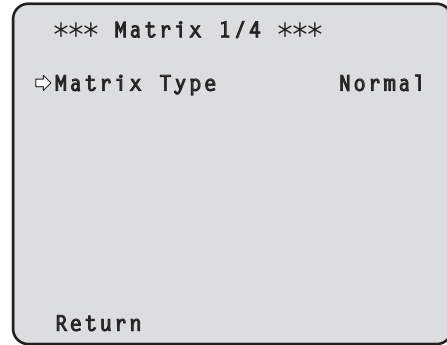 *** Matrix 1/4 ***
⇨Matrix Type Normal
Return